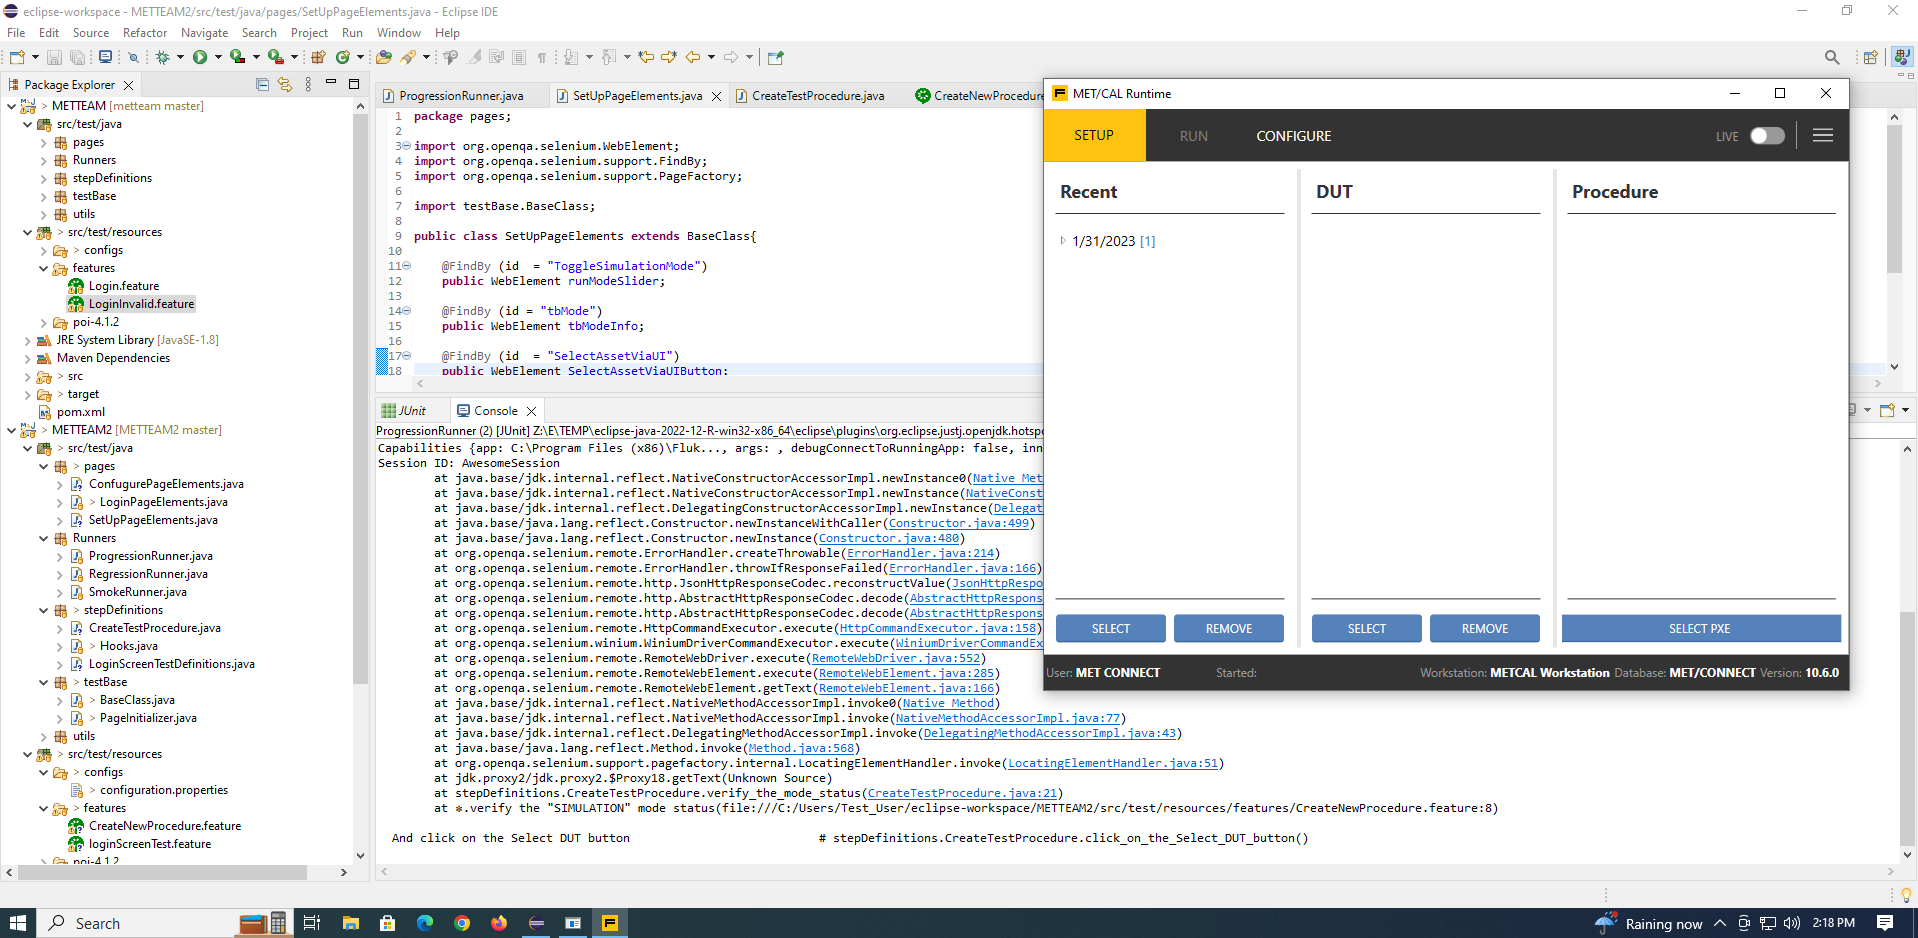 eclipse-workspace - METTEAM2/src/test/java/pages/SetUpPageElements.java - Eclipse IDE
File Edit Source Refactor Navigate Search Project Run Window Help
Package Explorer
METTEAM [metteam master]
src/test/java
pages
Runners
stepDefinitions
testBase
utils
> src/test/resources
> configs
features
Login.feature
LoginInvalid.feature
poi-4.1.2
JRE System Library [JavaSE-1.8]
Maven Dependencies
> src
> target
pom.xml
> METTEAM2 [METTEAM2 master]
> src/test/java
> pages
ConfugurePageElements.java
> LoginPageElements.java
SetUpPageElements.java
Runners
ProgressionRunner.java
RegressionRunner.java
SmokeRunner.java
> stepDefinitions
CreateTestProcedure.java
> Hooks.java
LoginScreenTestDefinitions.java
> testBase
> BaseClass.java
> PageInitializer.java
utils
> src/test/resources
> configs
> configuration.properties
> features
CreateNewProcedure.feature
loginScreenTest.feature
poi-4.1.2
ProgressionRunner.java SetUpPageElements.java CreateTestProcedure.java CreateNewProcedure
1 package pages;
2
3 import org.openqa.selenium.WebElement;
4 import org.openqa.selenium.support.FindBy;
5 import org.openqa.selenium.support.PageFactory;
6
7 import testBase.BaseClass;
8
9 public class SetUpPageElements extends BaseClass{
10
11 @FindBy (id  = "ToggleSimulationMode")
12 public WebElement runModeSlider;
13
14 @FindBy (id = "tbMode")
15 public WebElement tbModeInfo;
16
17 @FindBy (id  = "SelectAssetViaUI")
18 public WebElement SelectAssetViaUIButton;
JUnit Console
ProgressionRunner (2) [JUnit] Z:\E\TEMP\eclipse-java-2022-12-R-win32-x86_64\eclipse\plugins\org.eclipse.justj.openjdk.hotspo
Capabilities {app: C:\Program Files (x86)\Fluk..., args: , debugConnectToRunningApp: false, inn
Session ID: AwesomeSession
at java.base/jdk.internal.reflect.NativeConstructorAccessorImpl.newInstance0(Native Met
at java.base/jdk.internal.reflect.NativeConstructorAccessorImpl.newInstance(NativeConst
at java.base/jdk.internal.reflect.DelegatingConstructorAccessorImpl.newInstance(Delegat
at java.base/java.lang.reflect.Constructor.newInstanceWithCaller(Constructor.java:499)
at java.base/java.lang.reflect.Constructor.newInstance(Constructor.java:480)
at org.openqa.selenium.remote.ErrorHandler.createThrowable(ErrorHandler.java:214)
at org.openqa.selenium.remote.ErrorHandler.throwIfResponseFailed(ErrorHandler.java:166)
at org.openqa.selenium.remote.http.JsonHttpResponseCodec.reconstructValue(JsonHttpRespo
at org.openqa.selenium.remote.http.AbstractHttpResponseCodec.decode(AbstractHttpRespons
at org.openqa.selenium.remote.http.AbstractHttpResponseCodec.decode(AbstractHttpRespons
at org.openqa.selenium.remote.HttpCommandExecutor.execute(HttpCommandExecutor.java:158)
at org.openqa.selenium.winium.WiniumDriverCommandExecutor.execute(WiniumDriverCommandEx
at org.openqa.selenium.remote.RemoteWebDriver.execute(RemoteWebDriver.java:552)
at org.openqa.selenium.remote.RemoteWebElement.execute(RemoteWebElement.java:285)
at org.openqa.selenium.remote.RemoteWebElement.getText(RemoteWebElement.java:166)
at java.base/jdk.internal.reflect.NativeMethodAccessorImpl.invoke0(Native Method)
at java.base/jdk.internal.reflect.NativeMethodAccessorImpl.invoke(NativeMethodAccessorImpl.java:77)
at java.base/jdk.internal.reflect.DelegatingMethodAccessorImpl.invoke(DelegatingMethodAccessorImpl.java:43)
at java.base/java.lang.reflect.Method.invoke(Method.java:568)
at org.openqa.selenium.support.pagefactory.internal.LocatingElementHandler.invoke(LocatingElementHandler.java:51)
at jdk.proxy2/jdk.proxy2.$Proxy18.getText(Unknown Source)
at stepDefinitions.CreateTestProcedure.verify_the_mode_status(CreateTestProcedure.java:21)
at ✽.verify the "SIMULATION" mode status(file:///C:/Users/Test_User/eclipse-workspace/METTEAM2/src/test/resources/features/CreateNewProcedure.feature:8)
And click on the Select DUT button # stepDefinitions.CreateTestProcedure.click_on_the_Select_DUT_button()
MET/CAL Runtime
SETUP RUN CONFIGURE LIVE
Recent DUT Procedure
1/31/2023 [1]
SELECT REMOVE SELECT REMOVE SELECT PXE
User: MET CONNECT Started: Workstation: METCAL Workstation Database: MET/CONNECT Version: 10.6.0
Search Raining now 2:18 PM